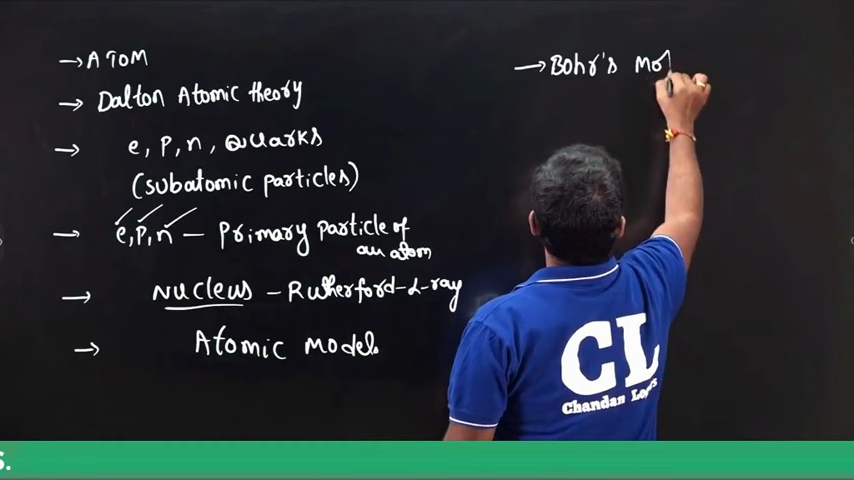 → ATOM
→ Dalton Atomic theory
→ e, p, n, Quarks
(subatomic particles)
→ e, p, n – Primary particle of
an atom
→ Nucleus – Rutherford – α-ray
→ Atomic Model
→ Bohr's Mo
CL
Chandan
S.